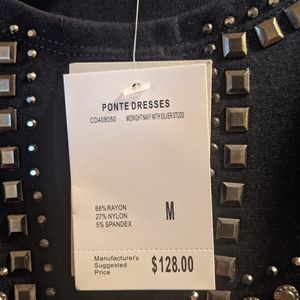 PONTE DRESSES
CD408050 MIDNIGHT NAVY WITH SILVER STUDS
68% RAYON
27% NYLON
5% SPANDEX
M
Manufacturer's
Suggested
Price
$128.00